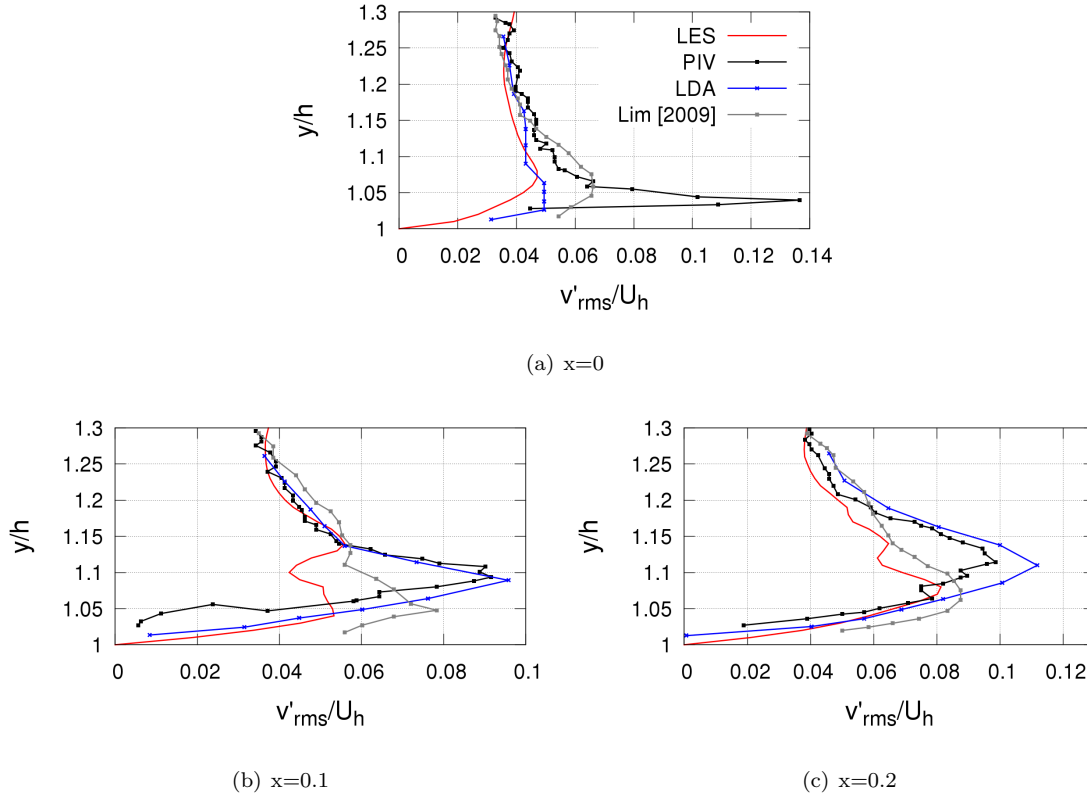 1.3
1.25
1.2
1.15
1.1
1.05
1
y/h
LES
PIV
LDA
Lim [2009]
0 0.02 0.04 0.06 0.08 0.1 0.12 0.14
v'rms/Uh
(a) x=0
1.3
1.25
1.2
1.15
1.1
1.05
1
y/h
0 0.02 0.04 0.06 0.08 0.1
v'rms/Uh
(b) x=0.1
1.3
1.25
1.2
1.15
1.1
1.05
1
y/h
0 0.02 0.04 0.06 0.08 0.1 0.12
v'rms/Uh
(c) x=0.2